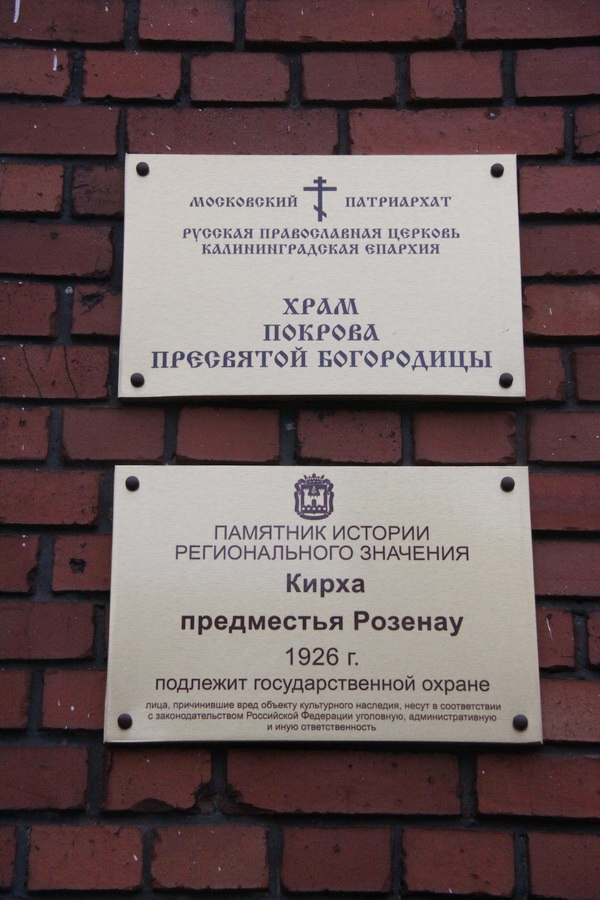 МОСКОВСКИЙ ПАТРИАРХАТ
РУССКАЯ ПРАВОСЛАВНАЯ ЦЕРКОВЬ
КАЛИНИНГРАДСКАЯ ЕПАРХИЯ
ХРАМ
ПОКРОВА
ПРЕСВЯТОЙ БОГОРОДИЦЫ
ПАМЯТНИК ИСТОРИИ
РЕГИОНАЛЬНОГО ЗНАЧЕНИЯ
Кирха
предместья Розенау
1926 г.
подлежит государственной охране
лица, причинившие вред объекту культурного наследия, несут в соответствии
с законодательством Российской Федерации уголовную, административную
и иную ответственность